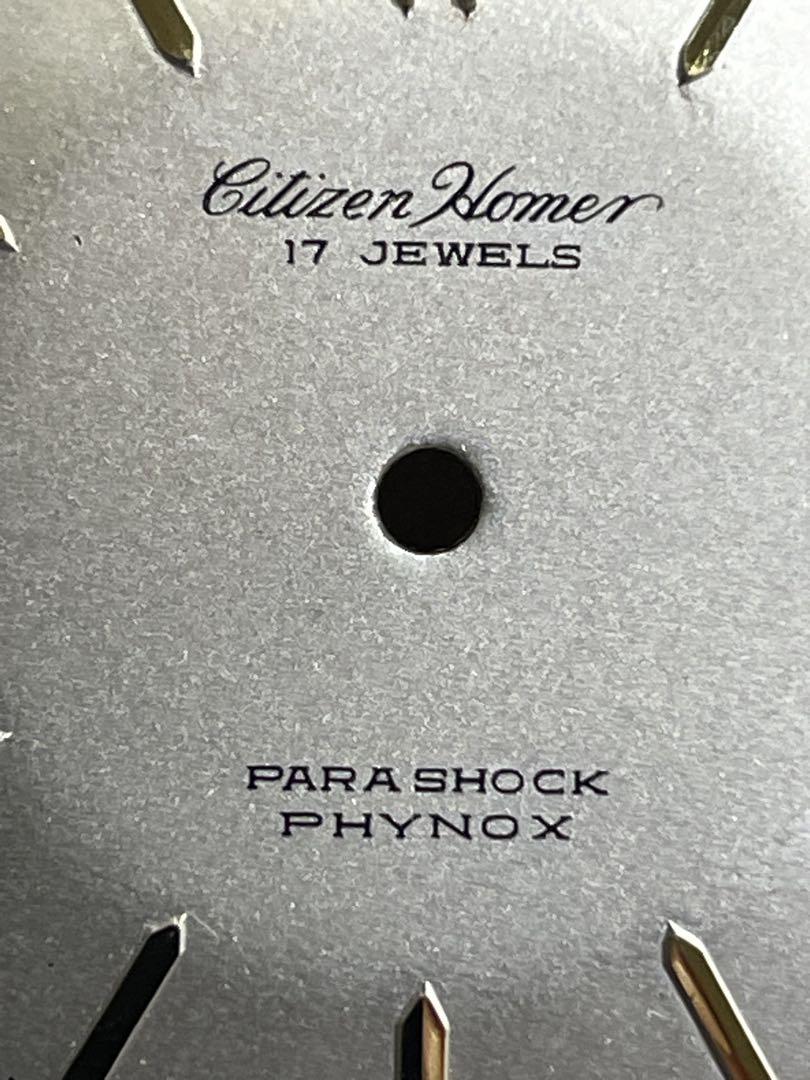 Citizen Homer
17 JEWELS
PARASHOCK
PHYNOX